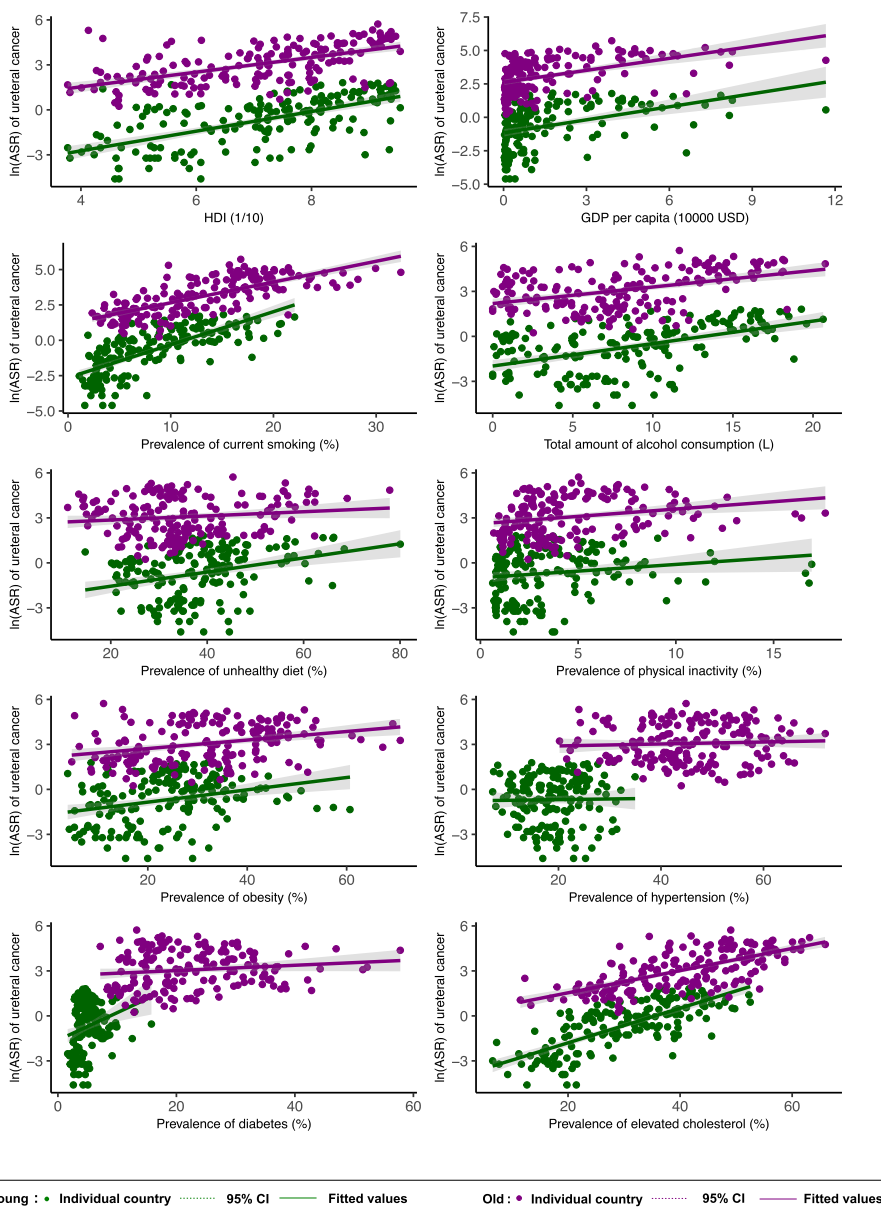 6
3
0
−3
ln(ASR) of ureteral cancer
4 6 8
HDI (1/10)
7.5
5.0
2.5
0.0
−2.5
−5.0
ln(ASR) of ureteral cancer
0 3 6 9 12
GDP per capita (10000 USD)
5.0
2.5
0.0
−2.5
−5.0
ln(ASR) of ureteral cancer
0 10 20 30
Prevalence of current smoking (%)
6
3
0
−3
ln(ASR) of ureteral cancer
0 5 10 15 20
Total amount of alcohol consumption (L)
6
3
0
−3
ln(ASR) of ureteral cancer
20 40 60 80
Prevalence of unhealthy diet (%)
6
3
0
−3
ln(ASR) of ureteral cancer
0 5 10 15
Prevalence of physical inactivity (%)
6
3
0
−3
ln(ASR) of ureteral cancer
20 40 60
Prevalence of obesity (%)
6
3
0
−3
ln(ASR) of ureteral cancer
20 40 60
Prevalence of hypertension (%)
6
3
0
−3
ln(ASR) of ureteral cancer
0 20 40 60
Prevalence of diabetes (%)
6
3
0
−3
ln(ASR) of ureteral cancer
20 40 60
Prevalence of elevated cholesterol (%)
oung : Individual country 95% CI Fitted values Old : Individual country 95% CI Fitted values